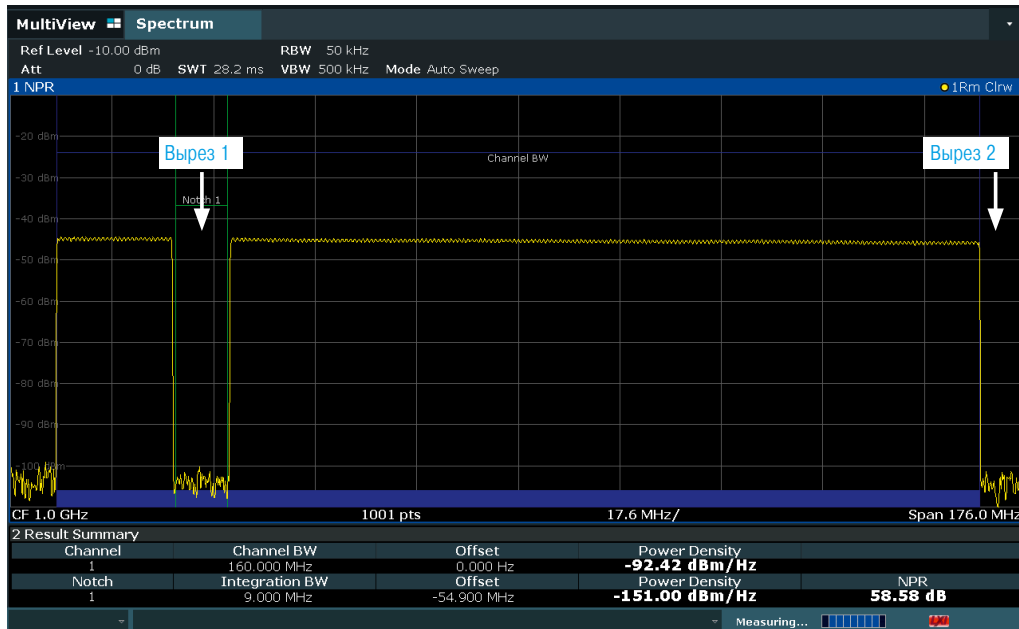 MultiView Spectrum
Ref Level -10.00 dBm RBW 50 kHz
Att 0 dB SWT 28.2 ms VBW 500 kHz Mode Auto Sweep
1 NPR 1Rm Clrw
-20 dBm
Вырез 1
Channel BW
Вырез 2
-30 dBm
Notch 1
-40 dBm
-50 dBm
-60 dBm
-70 dBm
-80 dBm
-90 dBm
-100 dBm
CF 1.0 GHz 1001 pts 17.6 MHz/ Span 176.0 MHz
2 Result Summary
Channel Channel BW Offset Power Density
1 160.000 MHz 0.000 Hz -92.42 dBm/Hz
Notch Integration BW Offset Power Density NPR
1 9.000 MHz -54.900 MHz -151.00 dBm/Hz 58.58 dB
Measuring...